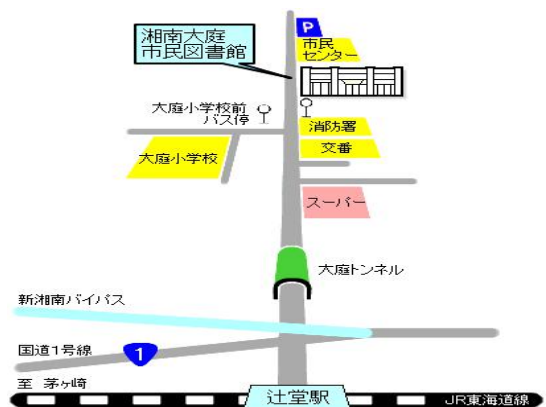 湘南大庭
市民図書館
P
市民
センター
大庭小学校前
バス停
消防署
交番
大庭小学校
スーパー
大庭トンネル
新湘南バイパス
国道1号線
1
至 茅ヶ崎
辻堂駅
JR東海道線